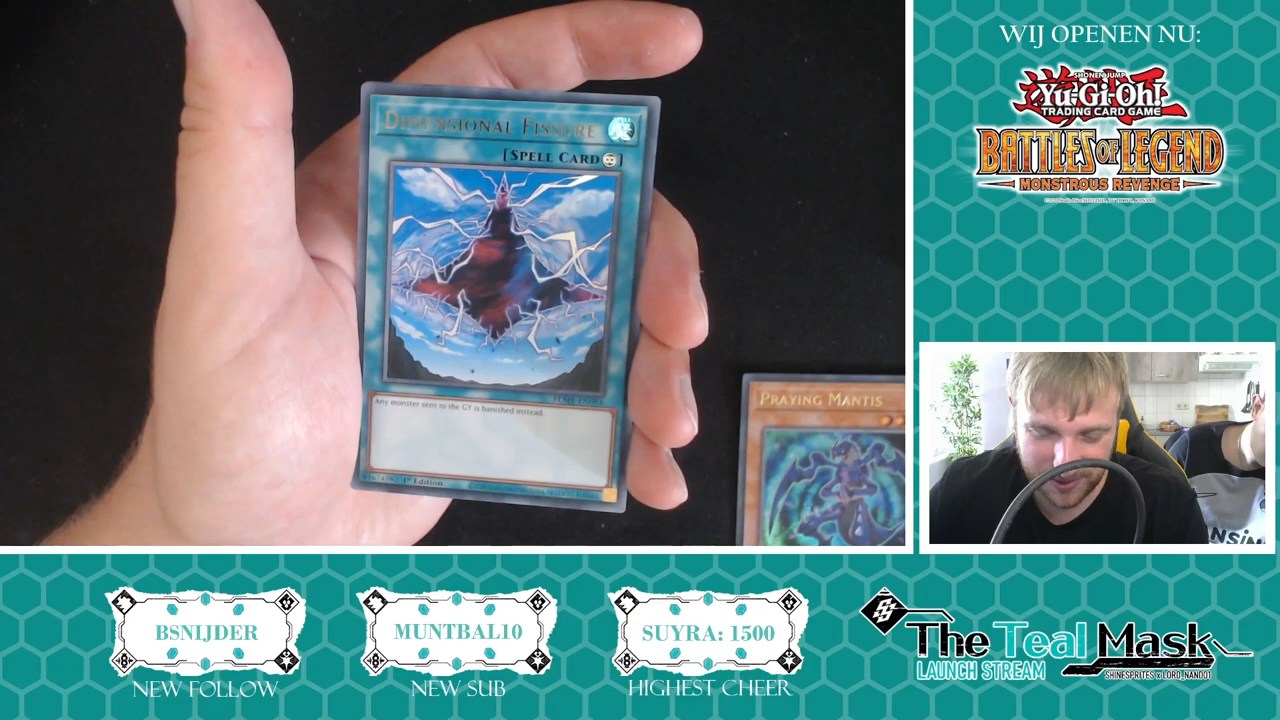 Dimensional Fissure
[Spell Card]
Any monster sent to the GY is banished instead.
1st Edition
Praying Mantis
WIJ OPENEN NU:
SHONEN JUMP
Yu-Gi-Oh!
TRADING CARD GAME
BATTLES OF LEGEND
MONSTROUS REVENGE
BSNIJDER
NEW FOLLOW
MUNTBAL10
NEW SUB
SUYRA: 1500
HIGHEST CHEER
The Teal Mask
LAUNCH STREAM
SHINESPRITES X LORD_NANDO1